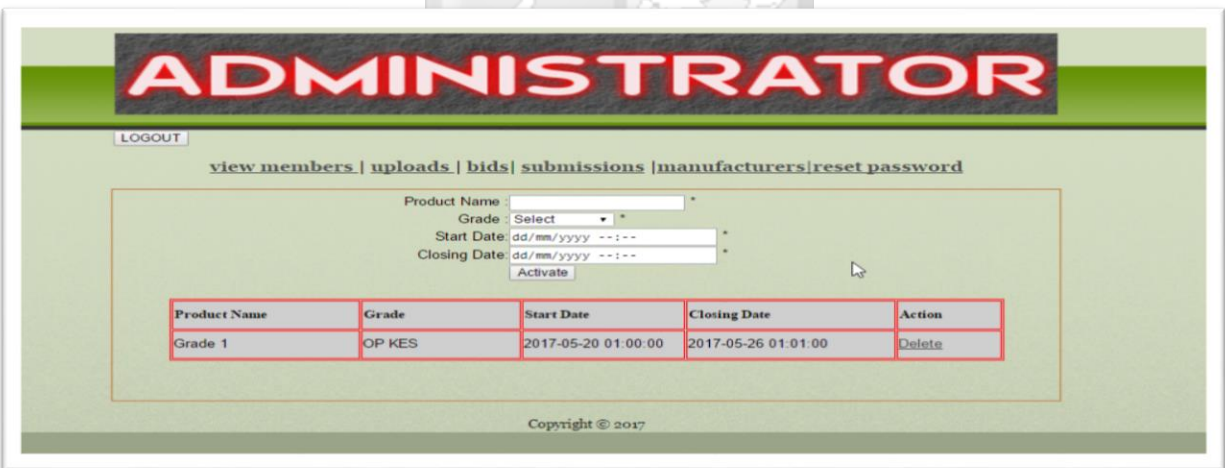 ADMINISTRATOR
LOGOUT
view members | uploads | bids| submissions |manufacturers|reset password
Product Name : *
Grade : Select *
Start Date: dd/mm/yyyy --:-- *
Closing Date: dd/mm/yyyy --:-- *
Activate
Product Name Grade Start Date Closing Date Action
Grade 1 OP KES 2017-05-20 01:00:00 2017-05-26 01:01:00 Delete
Copyright © 2017